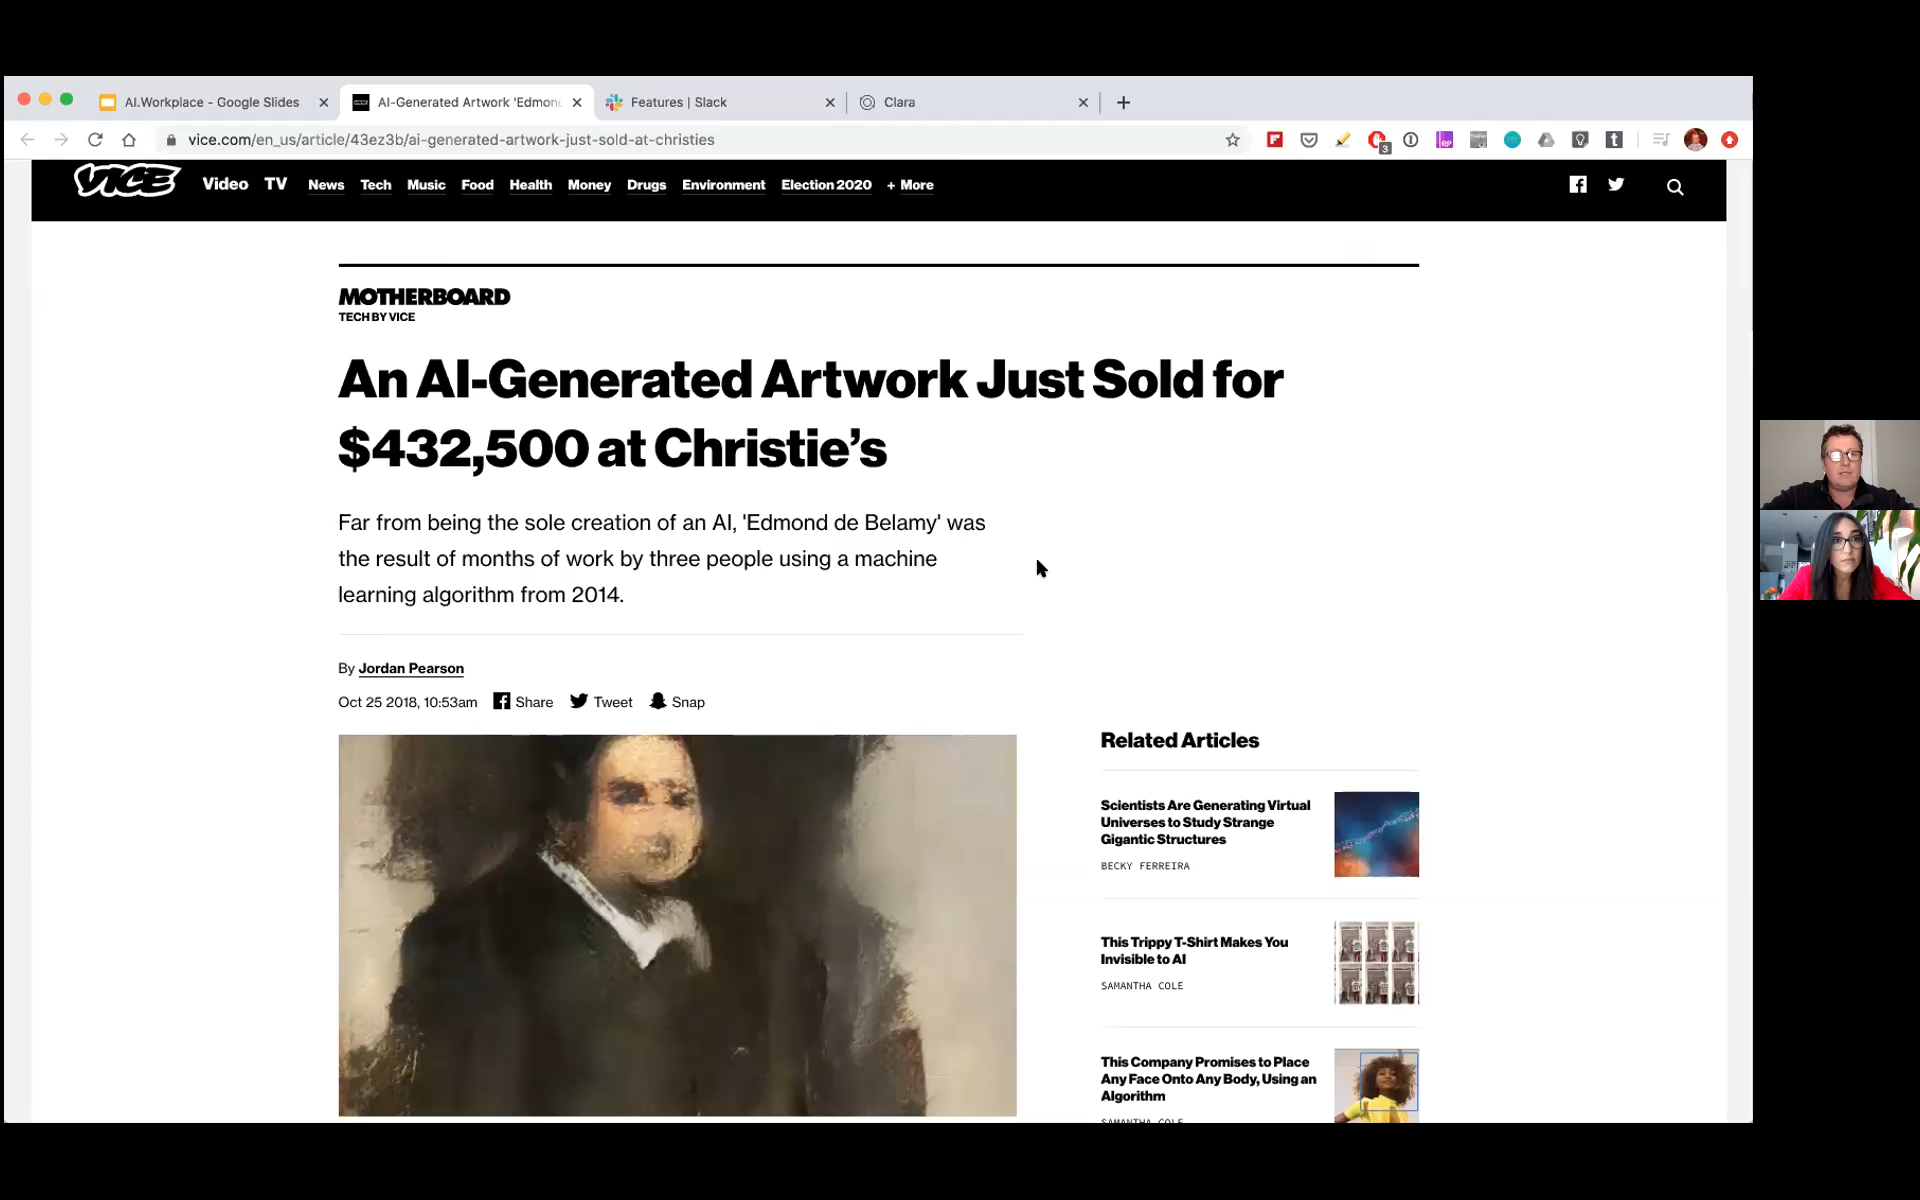 AI.Workplace - Google Slides
AI-Generated Artwork 'Edmon
Features | Slack
Clara
vice.com/en_us/article/43ez3b/ai-generated-artwork-just-sold-at-christies
3
RP
t
VICE Video TV News Tech Music Food Health Money Drugs Environment Election 2020 + More
MOTHERBOARD
TECH BY VICE
An AI-Generated Artwork Just Sold for
$432,500 at Christie’s
Far from being the sole creation of an AI, 'Edmond de Belamy' was
the result of months of work by three people using a machine
learning algorithm from 2014.
By Jordan Pearson
Oct 25 2018, 10:53am Share Tweet Snap
Related Articles
Scientists Are Generating Virtual
Universes to Study Strange
Gigantic Structures
BECKY FERREIRA
This Trippy T-Shirt Makes You
Invisible to AI
SAMANTHA COLE
This Company Promises to Place
Any Face Onto Any Body, Using an
Algorithm
SAMANTHA COLE